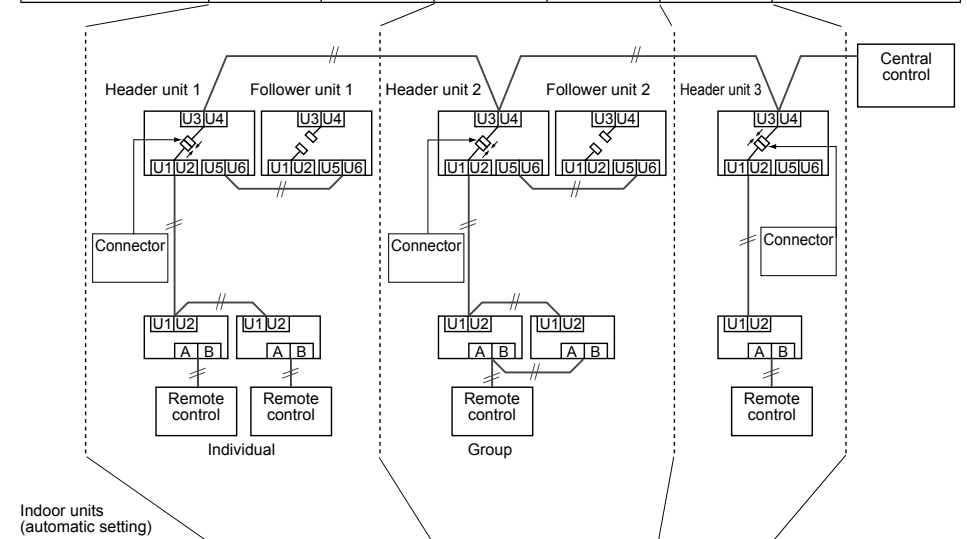 Central
control
Header unit 1
Follower unit 1
Header unit 2
Follower unit 2
Header unit 3
U3 U4
U3 U4
U3 U4
U3 U4
U3 U4
U1 U2 U5 U6
U1 U2 U5 U6
U1 U2 U5 U6
U1 U2 U5 U6
U1 U2
Connector
Connector
Connector
U1 U2
U1 U2
U1 U2
U1 U2
U1 U2
A B
A B
A B
A B
A B
Remote
control
Remote
control
Remote
control
Remote
control
Individual
Group
Indoor units
(automatic setting)